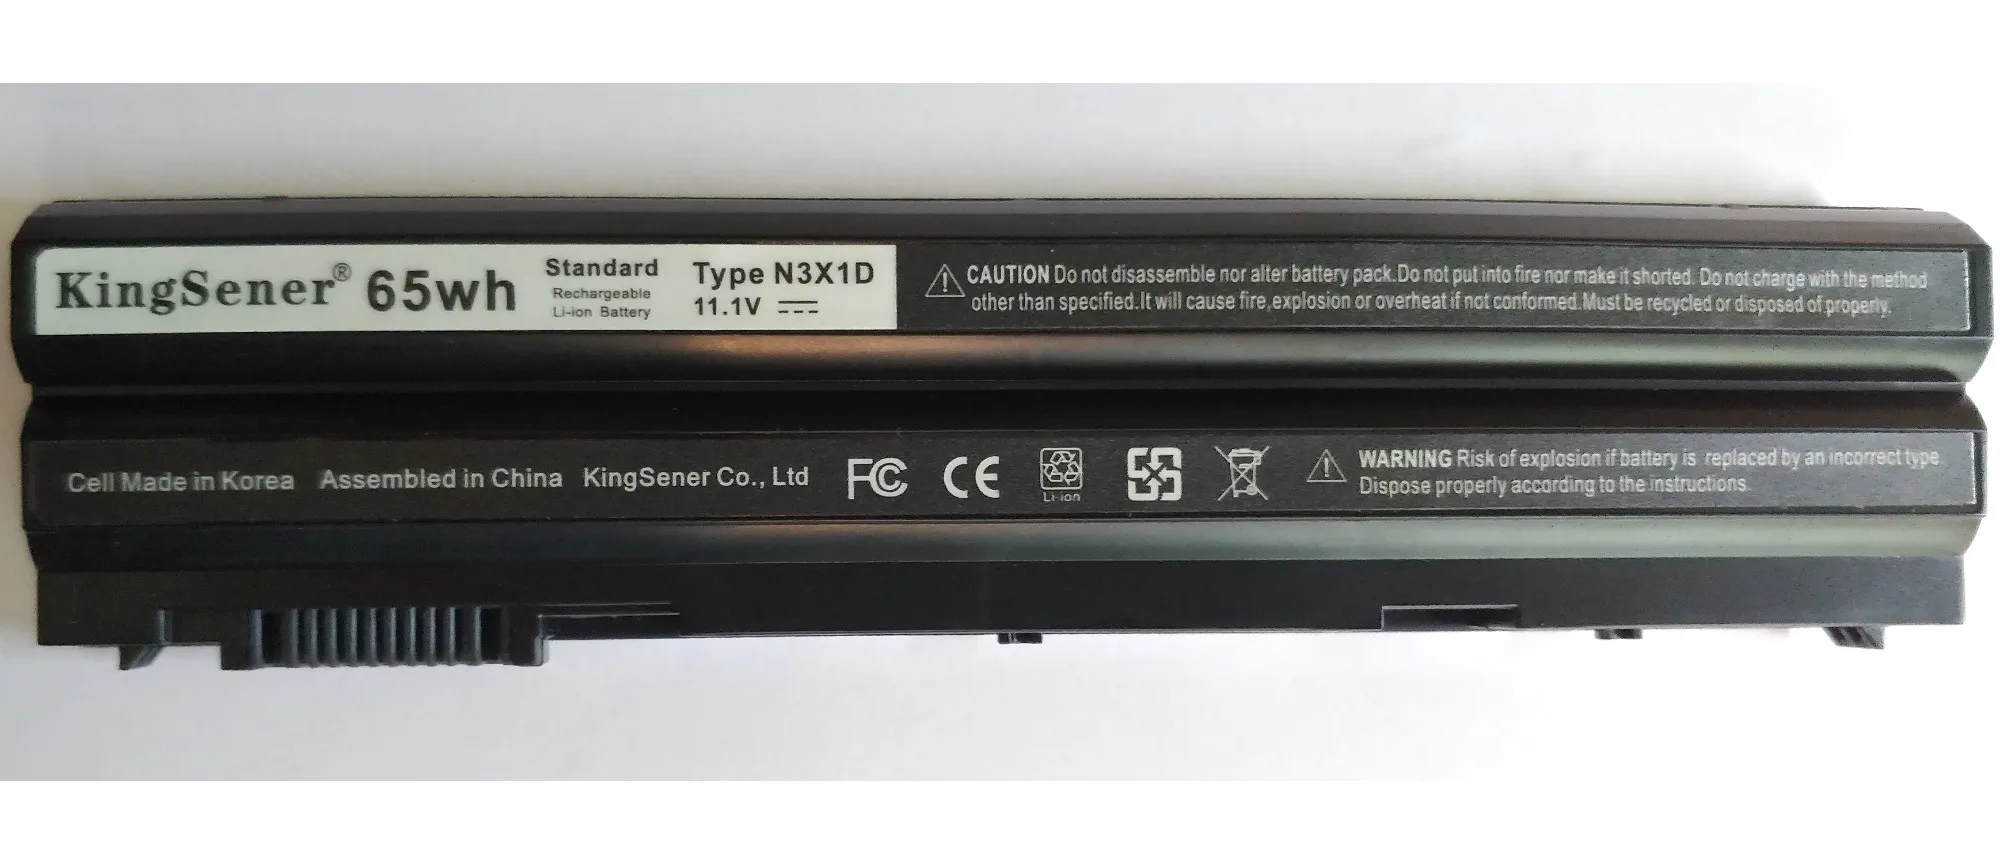 KingSener® 65wh
Standard
Rechargeable
Li-ion Battery
Type N3X1D
11.1V
CAUTION Do not disassemble nor alter battery pack.Do not put into fire nor make it shorted. Do not charge with the method
other than specified.It will cause fire,explosion or overheat if not conformed.Must be recycled or disposed of properly.
Cell Made in Korea Assembled in China KingSener Co., Ltd
FC CE
Li-ion
WARNING Risk of explosion if battery is replaced by an incorrect type.
Dispose properly according to the instructions.